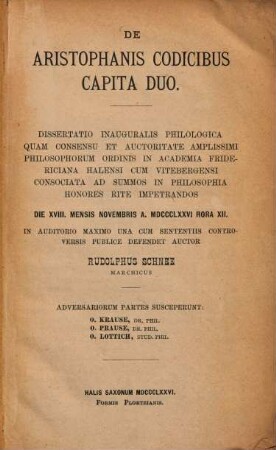 DE
ARISTOPHANIS CODICIBUS
CAPITA DUO.
DISSERTATIO INAUGURALIS PHILOLOGICA
QUAM CONSENSU ET AUCTORITATE AMPLISSIMI
PHILOSOPHORUM ORDINIS IN ACADEMIA FRIDE-
RICIANA HALENSI CUM VITEBERGENSI
CONSOCIATA AD SUMMOS IN PHILOSOPHIA
HONORES RITE IMPETRANDOS
DIE XVIII. MENSIS NOVEMBRIS A. MDCCCLXXVI HORA XII.
IN AUDITORIO MAXIMO UNA CUM SENTENTIIS CONTRO-
VERSIS PUBLICE DEFENDET AUCTOR
RUDOLPHUS SCHNEE
MARCHICUS
ADVERSARIORUM PARTES SUSCEPERUNT:
O. KRAUSE, DR. PHIL.
O. PRAUSE, DR. PHIL.
O. LOTTICH, STUD. PHIL.
HALIS SAXONUM MDCCCLXXVI.
FORMIS PLOETZIANIS.